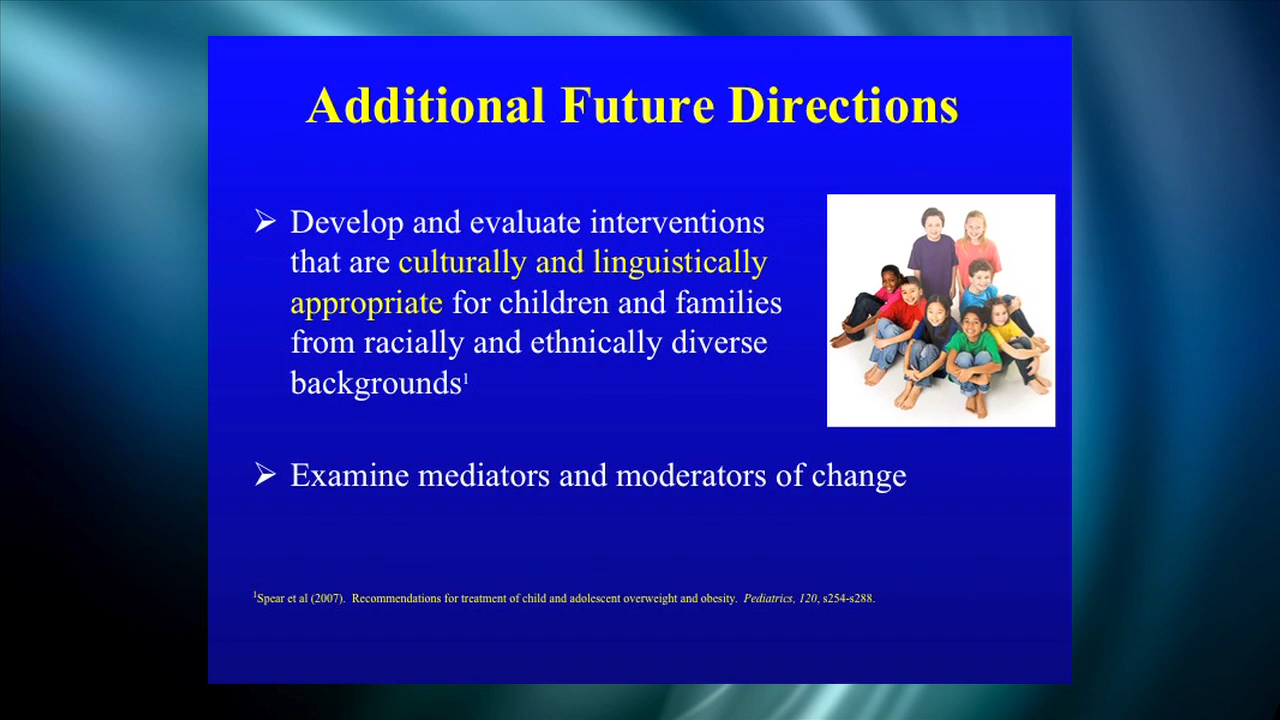 Additional Future Directions
➢ Develop and evaluate interventions
that are culturally and linguistically
appropriate for children and families
from racially and ethnically diverse
backgrounds¹
➢ Examine mediators and moderators of change
¹Spear et al (2007). Recommendations for treatment of child and adolescent overweight and obesity. Pediatrics, 120, s254-s288.